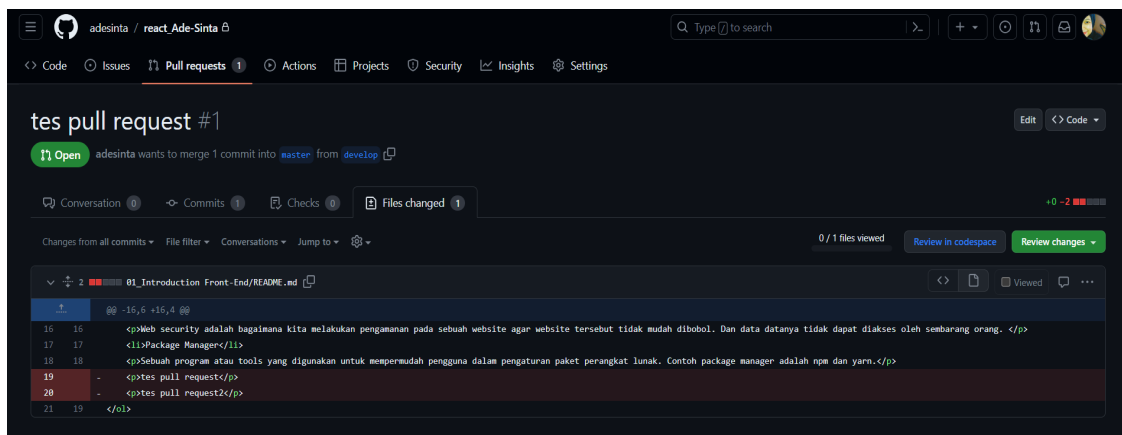 adesinta / react_Ade-Sinta
Type / to search
Code Issues Pull requests 1 Actions Projects Security Insights Settings
tes pull request #1
Edit <> Code
Open adesinta wants to merge 1 commit into master from develop
Conversation 0 Commits 1 Checks 0 Files changed 1 +0 −2
Changes from all commits File filter Conversations Jump to 0 / 1 files viewed Review in codespace Review changes
2 01_Introduction Front-End/README.md <> Viewed
@@ -16,6 +16,4 @@
16 16 <p>Web security adalah bagaimana kita melakukan pengamanan pada sebuah website agar website tersebut tidak mudah dibobol. Dan data datanya tidak dapat diakses oleh sembarang orang. </p>
17 17 <li>Package Manager</li>
18 18 <p>Sebuah program atau tools yang digunakan untuk mempermudah pengguna dalam pengaturan paket perangkat lunak. Contoh package manager adalah npm dan yarn.</p>
19 - <p>tes pull request</p>
20 - <p>tes pull request2</p>
21 19 </ol>